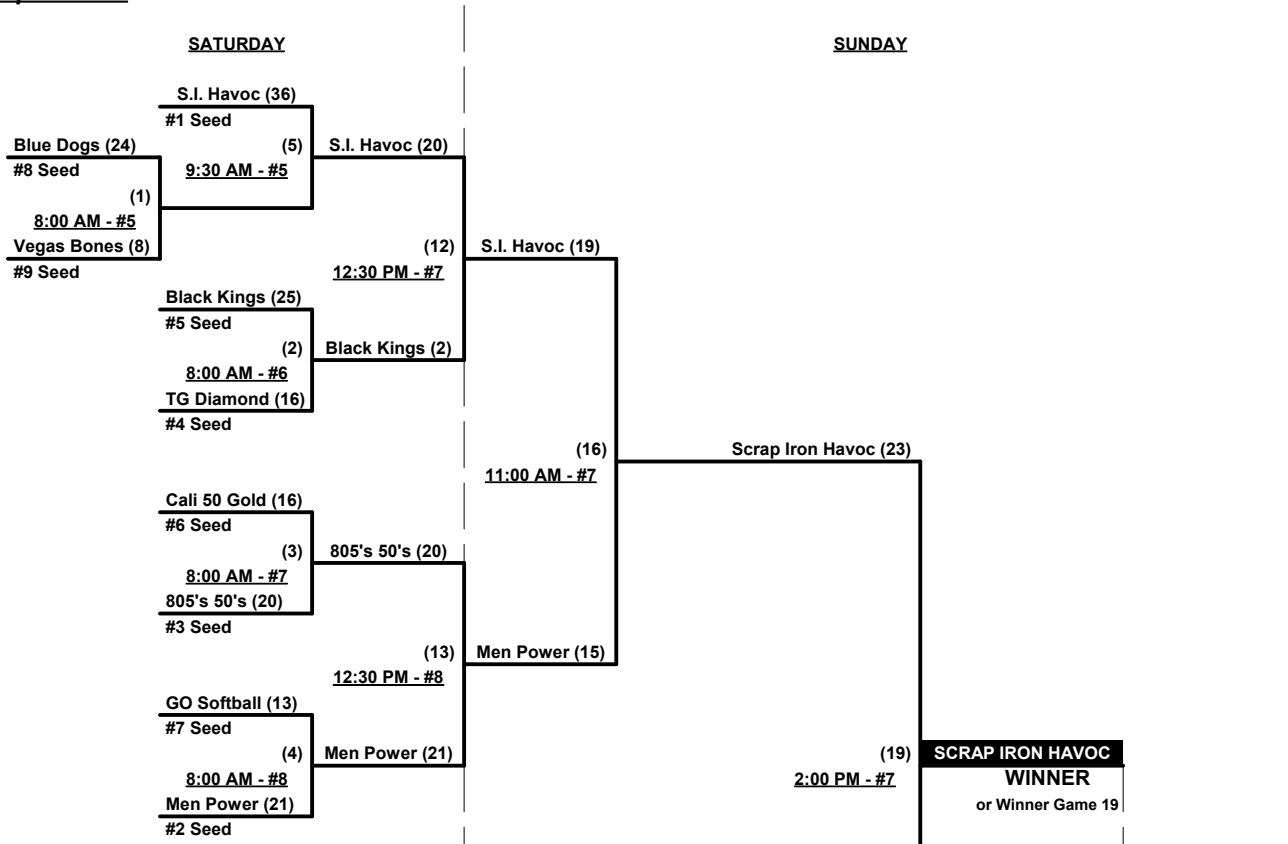 SATURDAY
SUNDAY
S.I. Havoc (36)
#1 Seed
Blue Dogs (24)
(5)
S.I. Havoc (20)
#8 Seed
9:30 AM - #5
(1)
8:00 AM - #5
Vegas Bones (8)
(12)
S.I. Havoc (19)
#9 Seed
12:30 PM - #7
Black Kings (25)
#5 Seed
(2)
Black Kings (2)
8:00 AM - #6
TG Diamond (16)
#4 Seed
(16)
Scrap Iron Havoc (23)
11:00 AM - #7
Cali 50 Gold (16)
#6 Seed
(3)
805's 50's (20)
8:00 AM - #7
805's 50's (20)
#3 Seed
(13)
Men Power (15)
12:30 PM - #8
GO Softball (13)
#7 Seed
(4)
Men Power (21)
(19)
SCRAP IRON HAVOC
8:00 AM - #8
2:00 PM - #7
WINNER
Men Power (21)
or Winner Game 19
#2 Seed